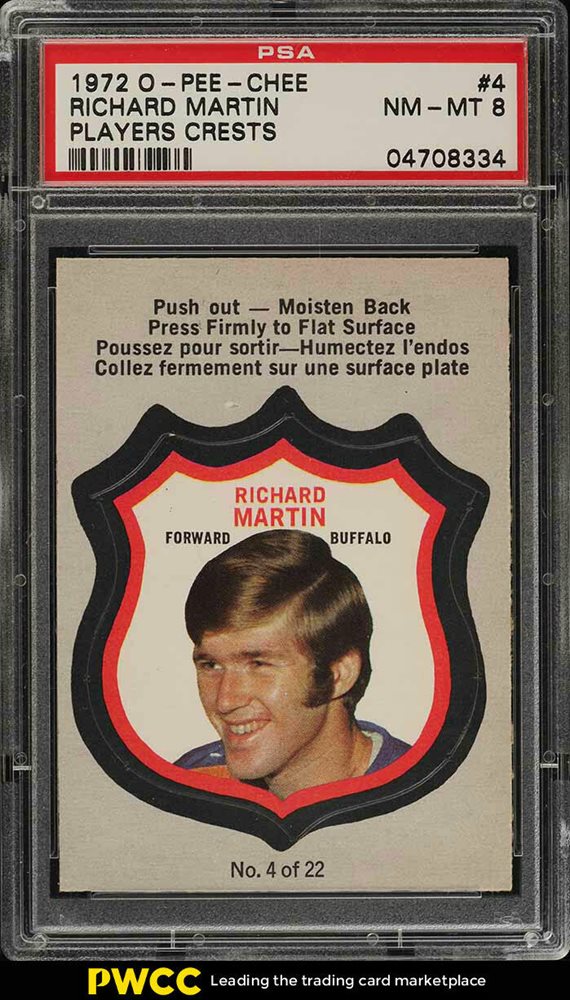 PSA
1972 O-PEE-CHEE #4
RICHARD MARTIN NM-MT 8
PLAYERS CRESTS
04708334
Push out — Moisten Back
Press Firmly to Flat Surface
Poussez pour sortir—Humectez l'endos
Collez fermement sur une surface plate
RICHARD
MARTIN
FORWARD BUFFALO
No. 4 of 22
PWCC Leading the trading card marketplace